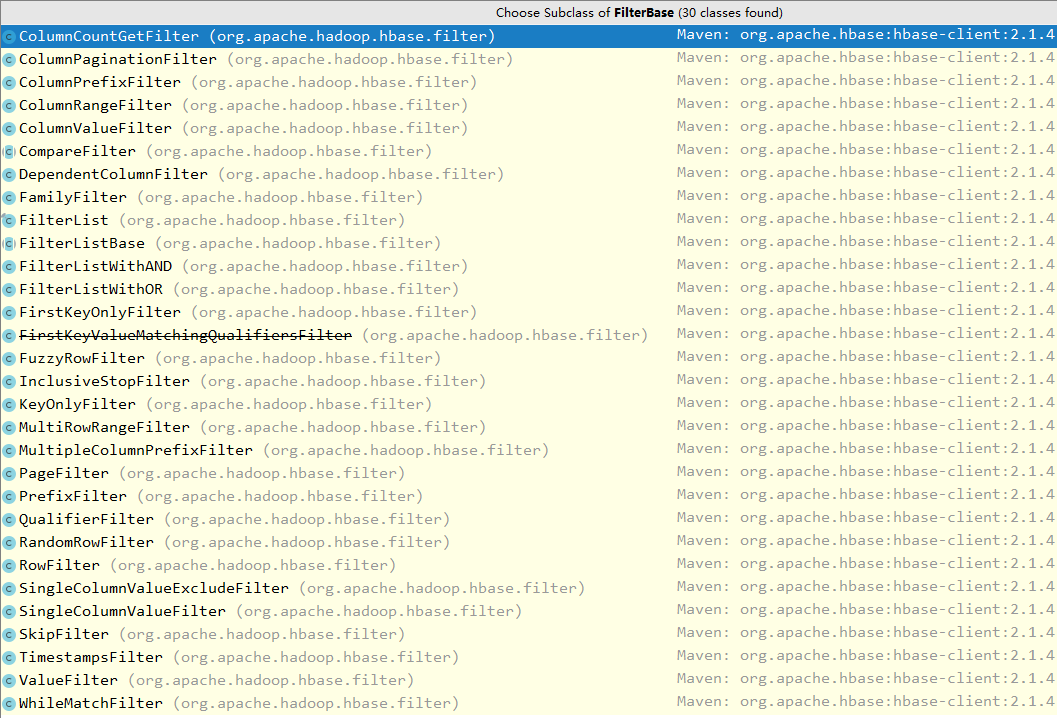 Choose Subclass of FilterBase (30 classes found)
ColumnCountGetFilter (org.apache.hadoop.hbase.filter) Maven: org.apache.hbase:hbase-client:2.1.4
ColumnPaginationFilter (org.apache.hadoop.hbase.filter) Maven: org.apache.hbase:hbase-client:2.1.4
ColumnPrefixFilter (org.apache.hadoop.hbase.filter) Maven: org.apache.hbase:hbase-client:2.1.4
ColumnRangeFilter (org.apache.hadoop.hbase.filter) Maven: org.apache.hbase:hbase-client:2.1.4
ColumnValueFilter (org.apache.hadoop.hbase.filter) Maven: org.apache.hbase:hbase-client:2.1.4
CompareFilter (org.apache.hadoop.hbase.filter) Maven: org.apache.hbase:hbase-client:2.1.4
DependentColumnFilter (org.apache.hadoop.hbase.filter) Maven: org.apache.hbase:hbase-client:2.1.4
FamilyFilter (org.apache.hadoop.hbase.filter) Maven: org.apache.hbase:hbase-client:2.1.4
FilterList (org.apache.hadoop.hbase.filter) Maven: org.apache.hbase:hbase-client:2.1.4
FilterListBase (org.apache.hadoop.hbase.filter) Maven: org.apache.hbase:hbase-client:2.1.4
FilterListWithAND (org.apache.hadoop.hbase.filter) Maven: org.apache.hbase:hbase-client:2.1.4
FilterListWithOR (org.apache.hadoop.hbase.filter) Maven: org.apache.hbase:hbase-client:2.1.4
FirstKeyOnlyFilter (org.apache.hadoop.hbase.filter) Maven: org.apache.hbase:hbase-client:2.1.4
FirstKeyValueMatchingQualifiersFilter (org.apache.hadoop.hbase.filter) Maven: org.apache.hbase:hbase-client:2.1.4
FuzzyRowFilter (org.apache.hadoop.hbase.filter) Maven: org.apache.hbase:hbase-client:2.1.4
InclusiveStopFilter (org.apache.hadoop.hbase.filter) Maven: org.apache.hbase:hbase-client:2.1.4
KeyOnlyFilter (org.apache.hadoop.hbase.filter) Maven: org.apache.hbase:hbase-client:2.1.4
MultiRowRangeFilter (org.apache.hadoop.hbase.filter) Maven: org.apache.hbase:hbase-client:2.1.4
MultipleColumnPrefixFilter (org.apache.hadoop.hbase.filter) Maven: org.apache.hbase:hbase-client:2.1.4
PageFilter (org.apache.hadoop.hbase.filter) Maven: org.apache.hbase:hbase-client:2.1.4
PrefixFilter (org.apache.hadoop.hbase.filter) Maven: org.apache.hbase:hbase-client:2.1.4
QualifierFilter (org.apache.hadoop.hbase.filter) Maven: org.apache.hbase:hbase-client:2.1.4
RandomRowFilter (org.apache.hadoop.hbase.filter) Maven: org.apache.hbase:hbase-client:2.1.4
RowFilter (org.apache.hadoop.hbase.filter) Maven: org.apache.hbase:hbase-client:2.1.4
SingleColumnValueExcludeFilter (org.apache.hadoop.hbase.filter) Maven: org.apache.hbase:hbase-client:2.1.4
SingleColumnValueFilter (org.apache.hadoop.hbase.filter) Maven: org.apache.hbase:hbase-client:2.1.4
SkipFilter (org.apache.hadoop.hbase.filter) Maven: org.apache.hbase:hbase-client:2.1.4
TimestampsFilter (org.apache.hadoop.hbase.filter) Maven: org.apache.hbase:hbase-client:2.1.4
ValueFilter (org.apache.hadoop.hbase.filter) Maven: org.apache.hbase:hbase-client:2.1.4
WhileMatchFilter (org.apache.hadoop.hbase.filter) Maven: org.apache.hbase:hbase-client:2.1.4